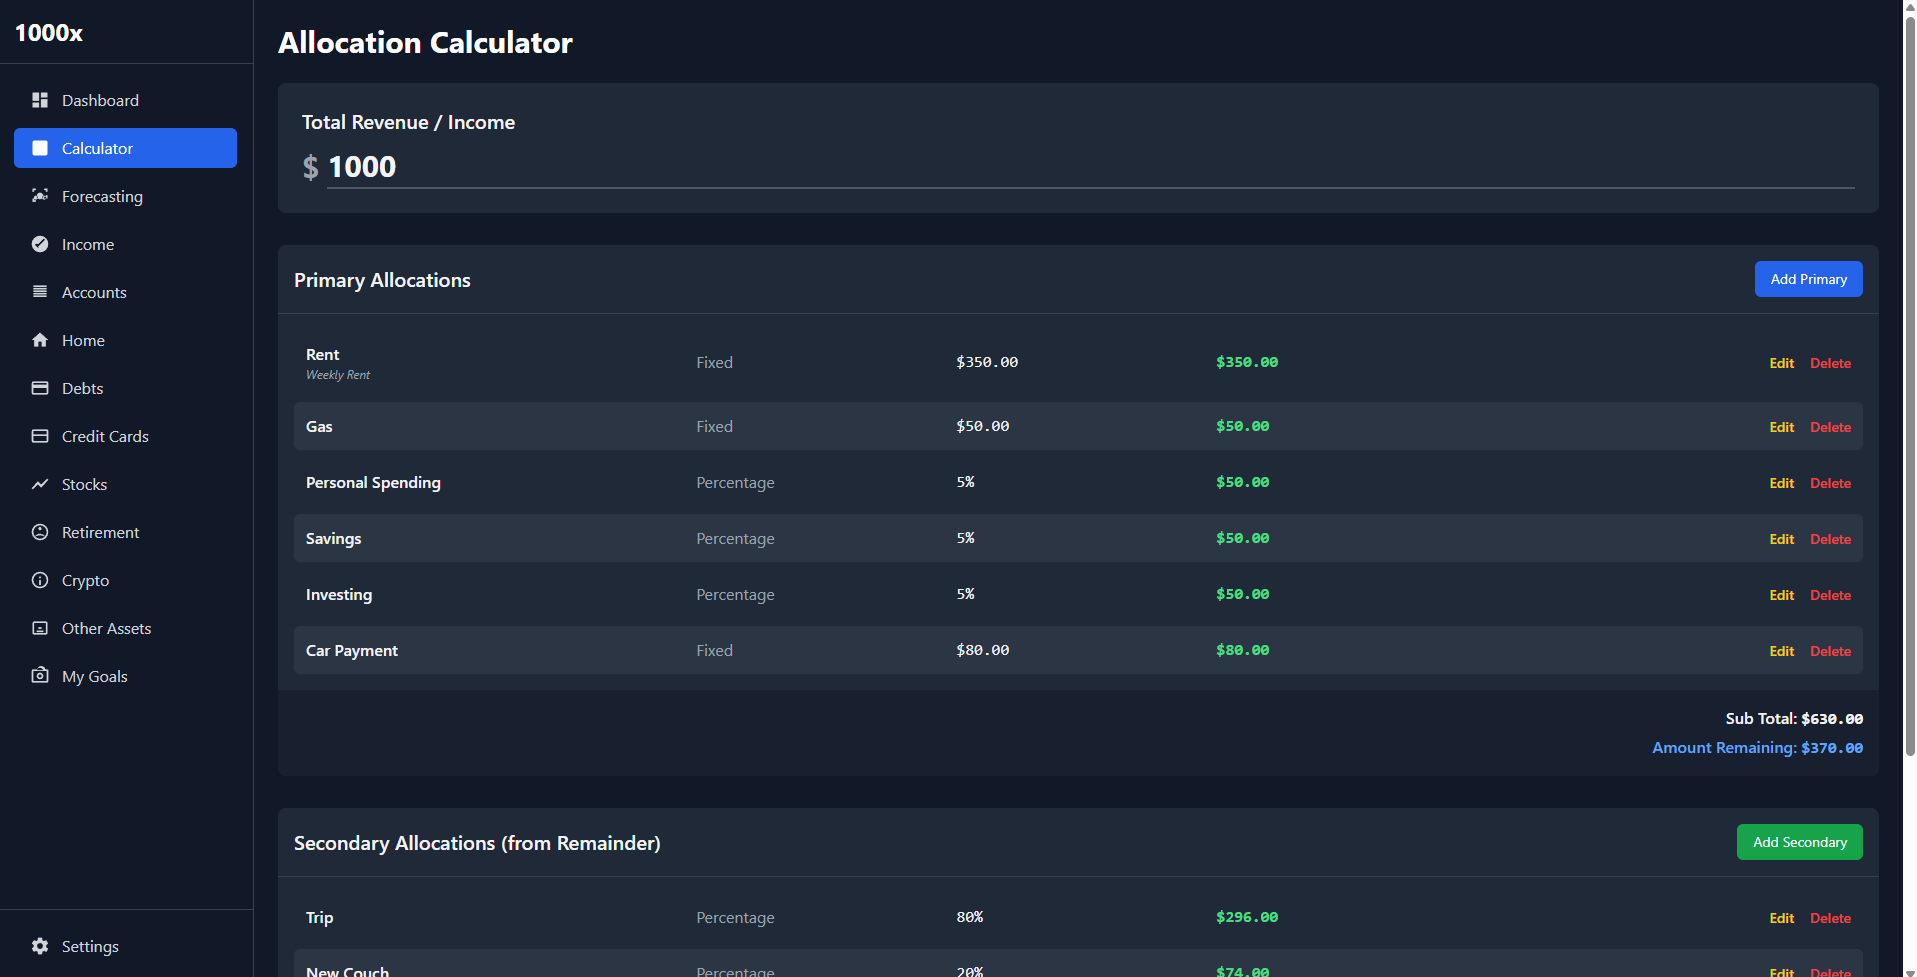 1000x
Dashboard
Calculator
Forecasting
Income
Accounts
Home
Debts
Credit Cards
Stocks
Retirement
Crypto
Other Assets
My Goals
Settings
Allocation Calculator
Total Revenue / Income
$ 1000
Primary Allocations
Add Primary
Rent Fixed $350.00 $350.00 Edit Delete
Weekly Rent
Gas Fixed $50.00 $50.00 Edit Delete
Personal Spending Percentage 5% $50.00 Edit Delete
Savings Percentage 5% $50.00 Edit Delete
Investing Percentage 5% $50.00 Edit Delete
Car Payment Fixed $80.00 $80.00 Edit Delete
Sub Total: $630.00
Amount Remaining: $370.00
Secondary Allocations (from Remainder)
Add Secondary
Trip Percentage 80% $296.00 Edit Delete
New Couch Percentage 20% $74.00 Edit Delete